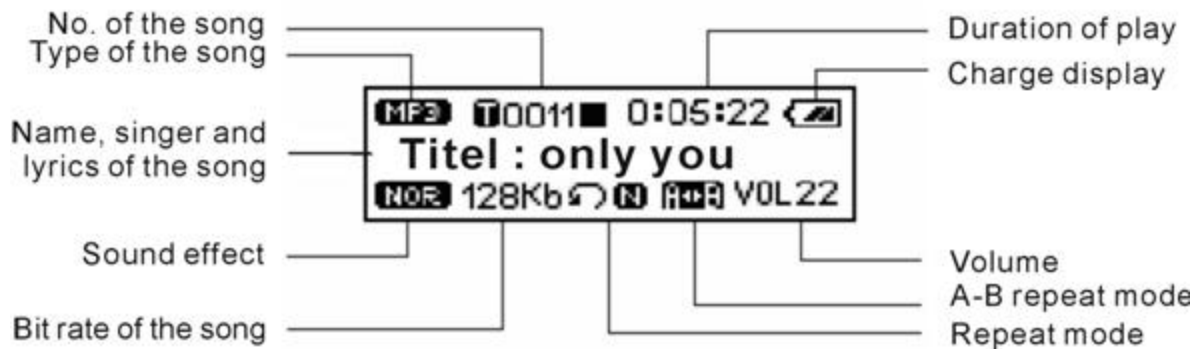 No. of the song
Type of the song
Name, singer and
lyrics of the song
Sound effect
Bit rate of the song
MP3 T0011 0:05:22
Titel : only you
NOR 128Kb N A B VOL22
Duration of play
Charge display
Volume
A-B repeat mode
Repeat mode